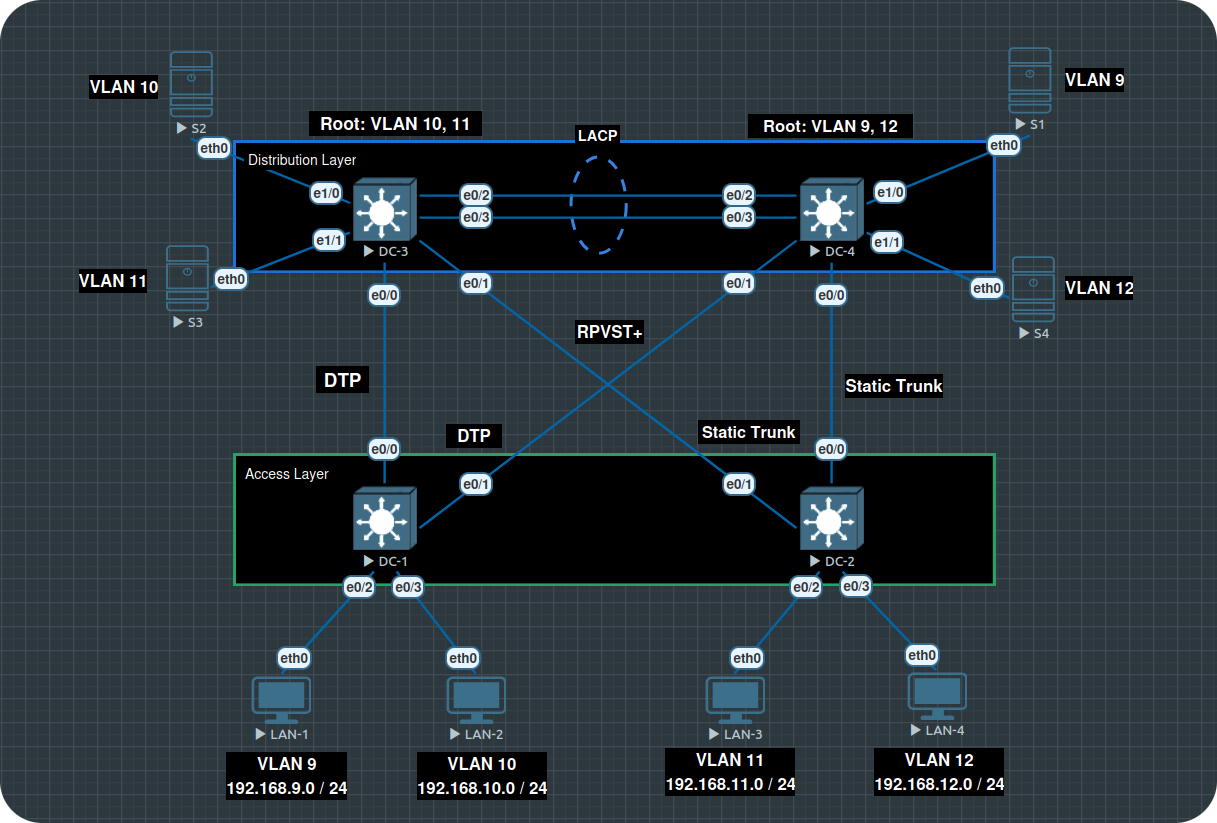 VLAN 10
S2
eth0
VLAN 9
S1
eth0
Root: VLAN 10, 11
LACP
Root: VLAN 9, 12
Distribution Layer
e1/0
e0/2
e0/3
e0/2
e0/3
e1/0
e1/1
DC-3
DC-4
e1/1
VLAN 11
eth0
S3
e0/0
e0/1
e0/1
e0/0
eth0
VLAN 12
S4
RPVST+
DTP
Static Trunk
DTP
Static Trunk
e0/0
e0/0
Access Layer
e0/1
e0/1
DC-1
DC-2
e0/2
e0/3
e0/2
e0/3
eth0
eth0
eth0
eth0
LAN-1
LAN-2
LAN-3
LAN-4
VLAN 9
192.168.9.0 / 24
VLAN 10
192.168.10.0 / 24
VLAN 11
192.168.11.0 / 24
VLAN 12
192.168.12.0 / 24